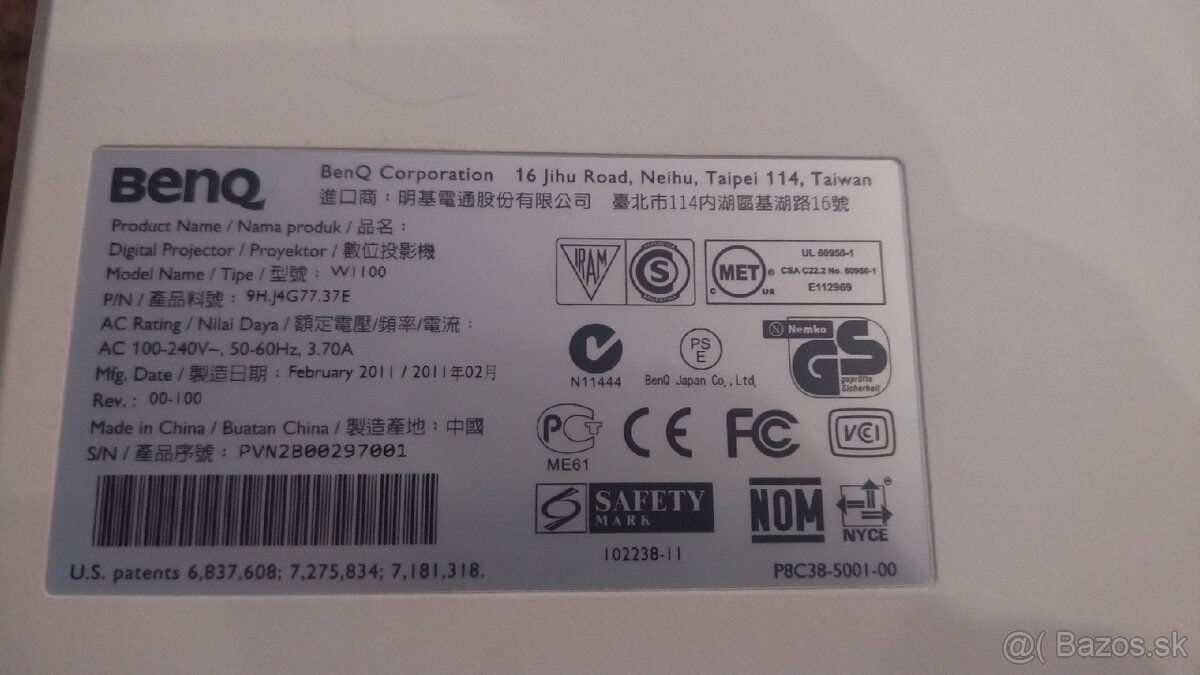 BenQ
BenQ Corporation 16 Jihu Road, Neihu, Taipei 114, Taiwan
進口商：明基電通股份有限公司 臺北市114內湖區基湖路16號
Product Name / Nama produk / 品名：
Digital Projector / Proyektor / 數位投影機
Model Name / Tipe / 型號： W1100
P/N / 產品料號： 9H.J4G77.37E
AC Rating / Nilai Daya / 額定電壓/頻率/電流：
AC 100-240V~, 50-60Hz, 3.70A
Mfg. Date / 製造日期： February 2011 / 2011年02月
Rev.： 00-100
Made in China / Buatan China / 製造產地：中國
S/N / 產品序號： PVN2B00297001
U.S. patents 6,837,608; 7,275,834; 7,181,318.
IRAM
S
MET
C US
UL 60950-1
CSA C22.2 No. 60950-1
E112969
N11444
PS
E
BenQ Japan Co.,Ltd,
N Nemko
GS
geprüfte
Sicherheit
PCT
ME61
CE
FC
VCI
SAFETY
MARK
102238-11
NOM
NYCE
P8C38-5001-00
@( Bazos.sk